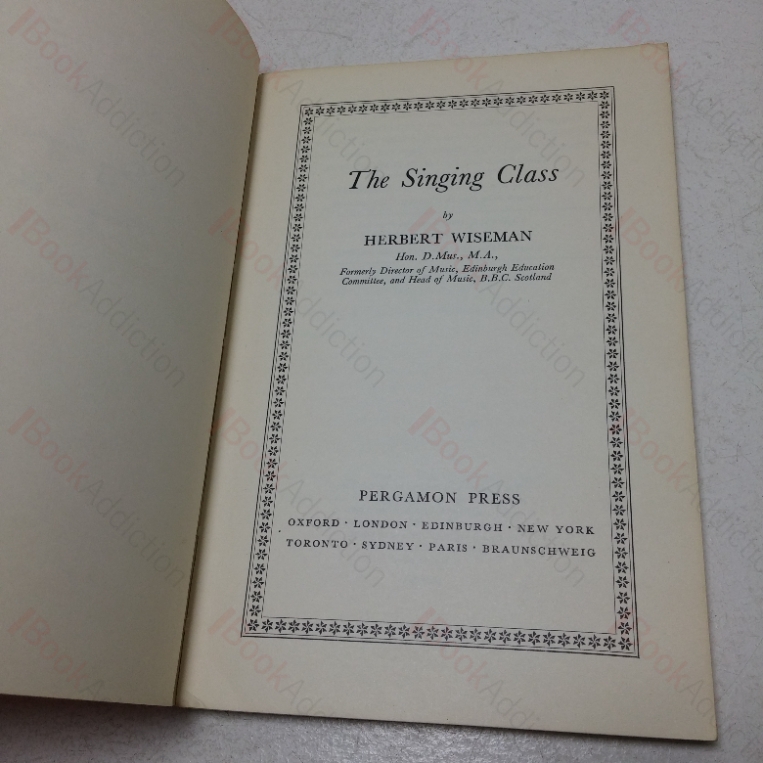 The Singing Class
by
HERBERT WISEMAN
Hon. D.Mus., M.A.,
Formerly Director of Music, Edinburgh Education
Committee, and Head of Music, B.B.C. Scotland
PERGAMON PRESS
OXFORD · LONDON · EDINBURGH · NEW YORK
TORONTO · SYDNEY · PARIS · BRAUNSCHWEIG
BookAddiction